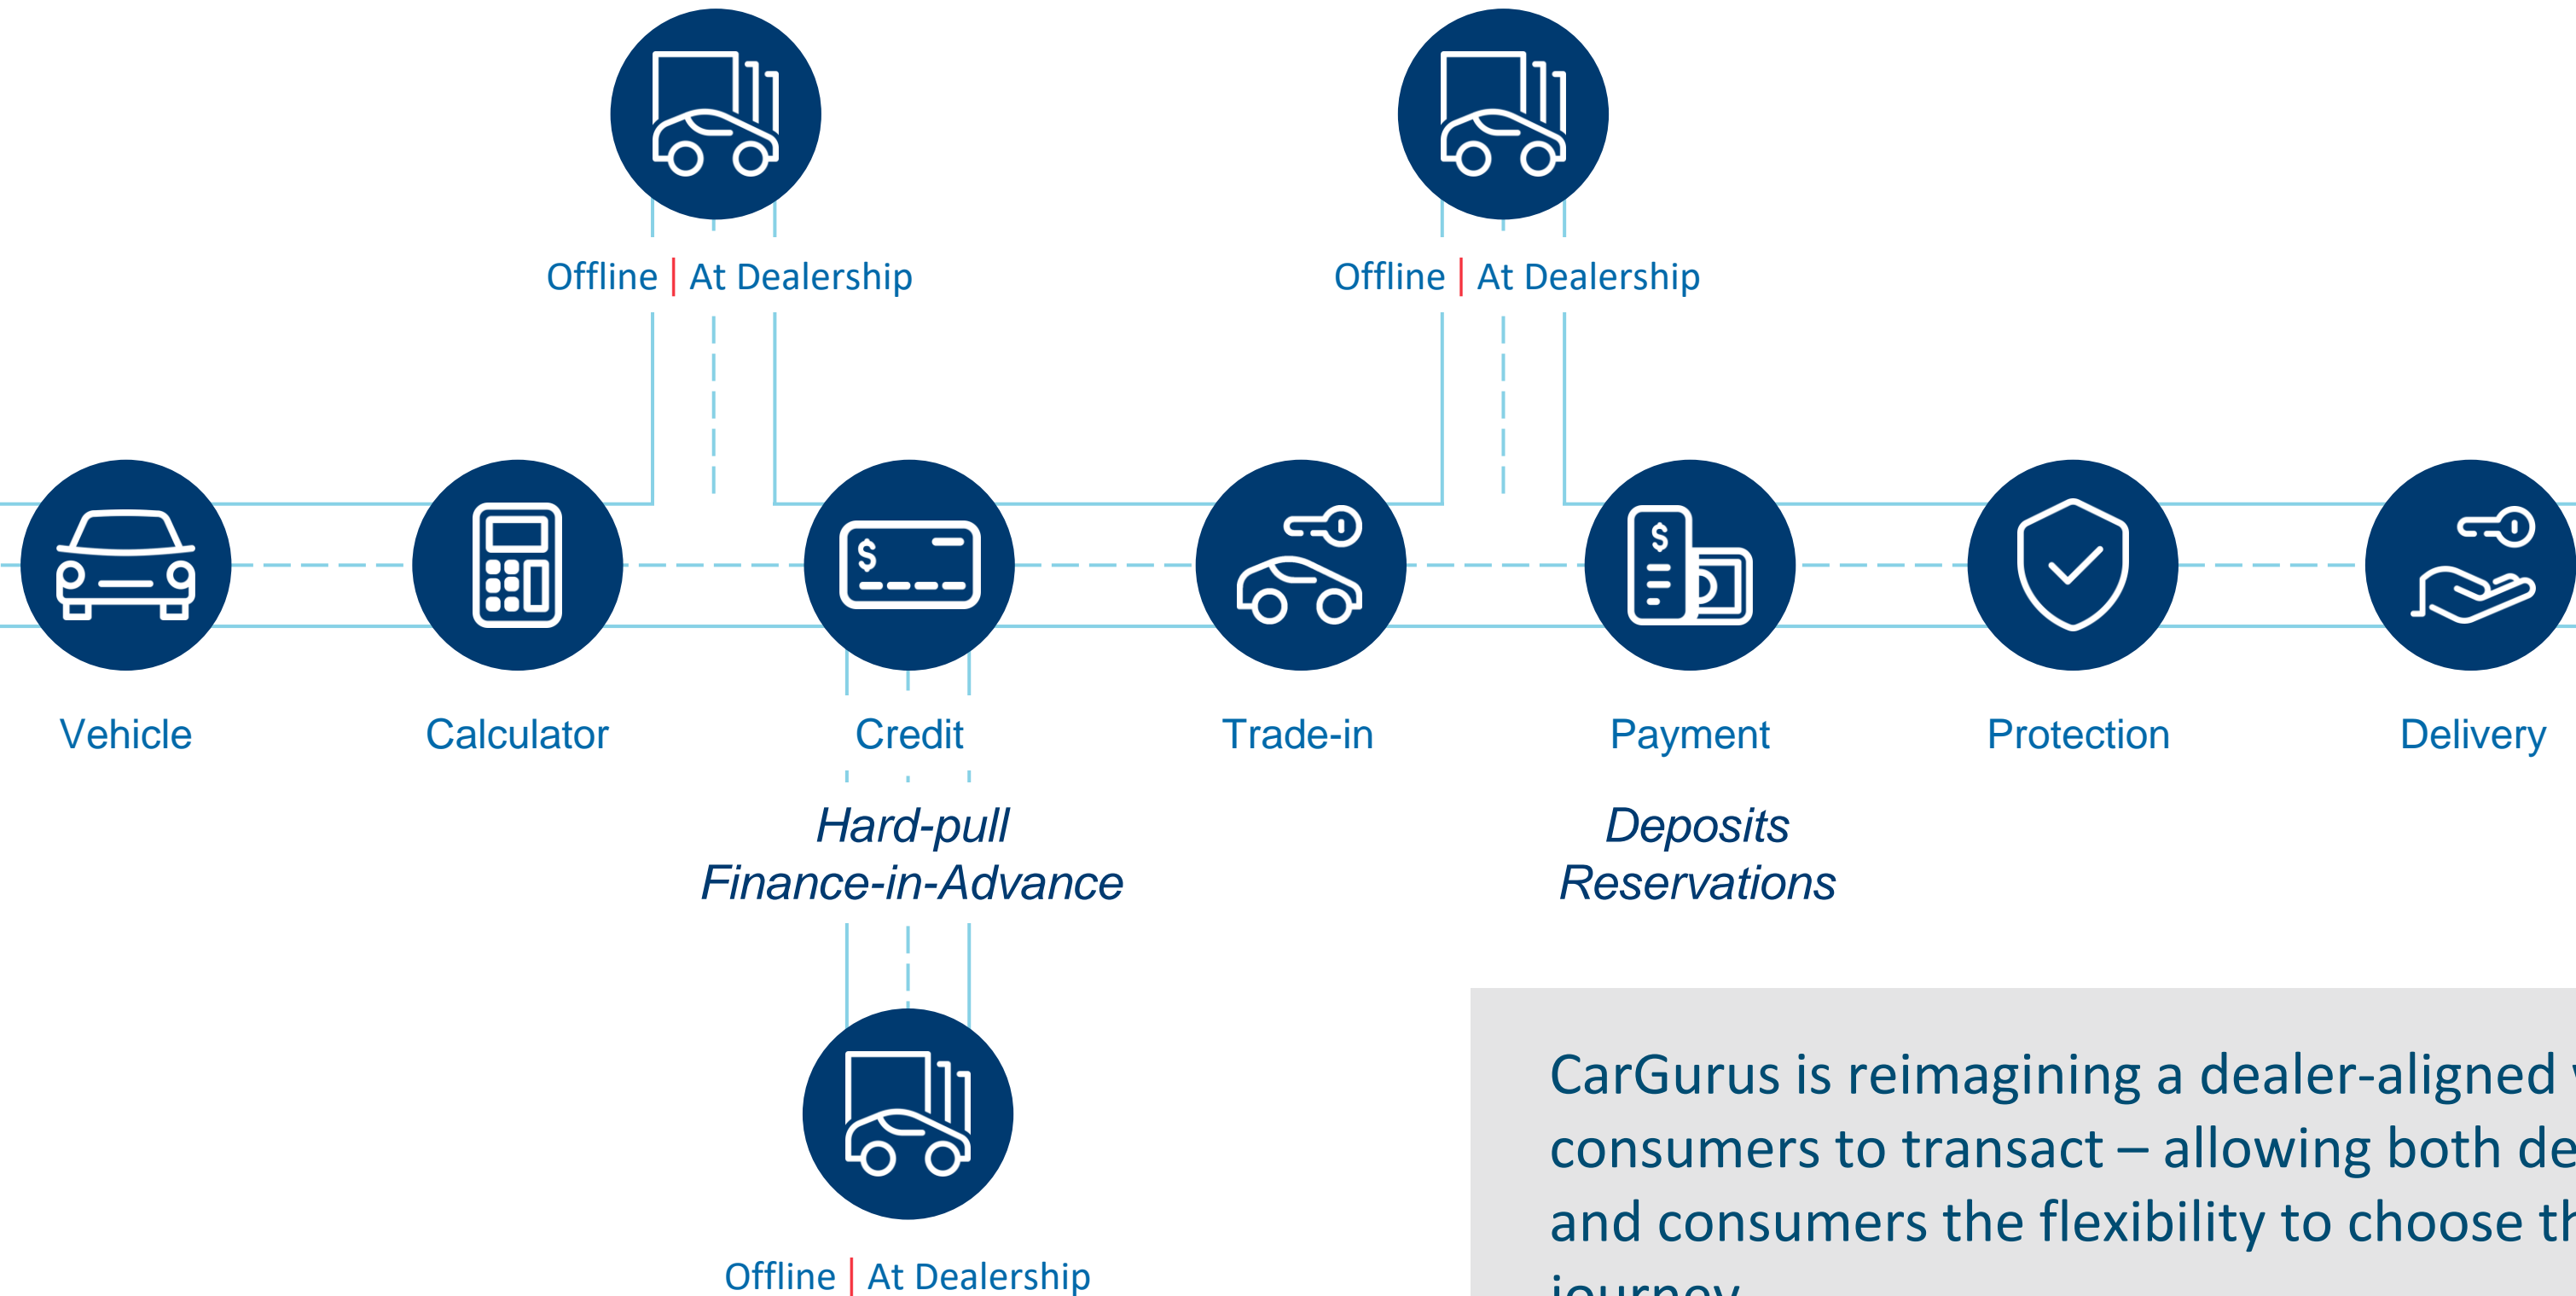 Offline | At Dealership
Offline | At Dealership
Vehicle
Calculator
Credit
Trade-in
Payment
Protection
Delivery
Hard-pull
Finance-in-Advance
Deposits
Reservations
Offline | At Dealership
CarGurus is reimagining a dealer-aligned
consumers to transact – allowing both
and consumers the flexibility to choose
journey